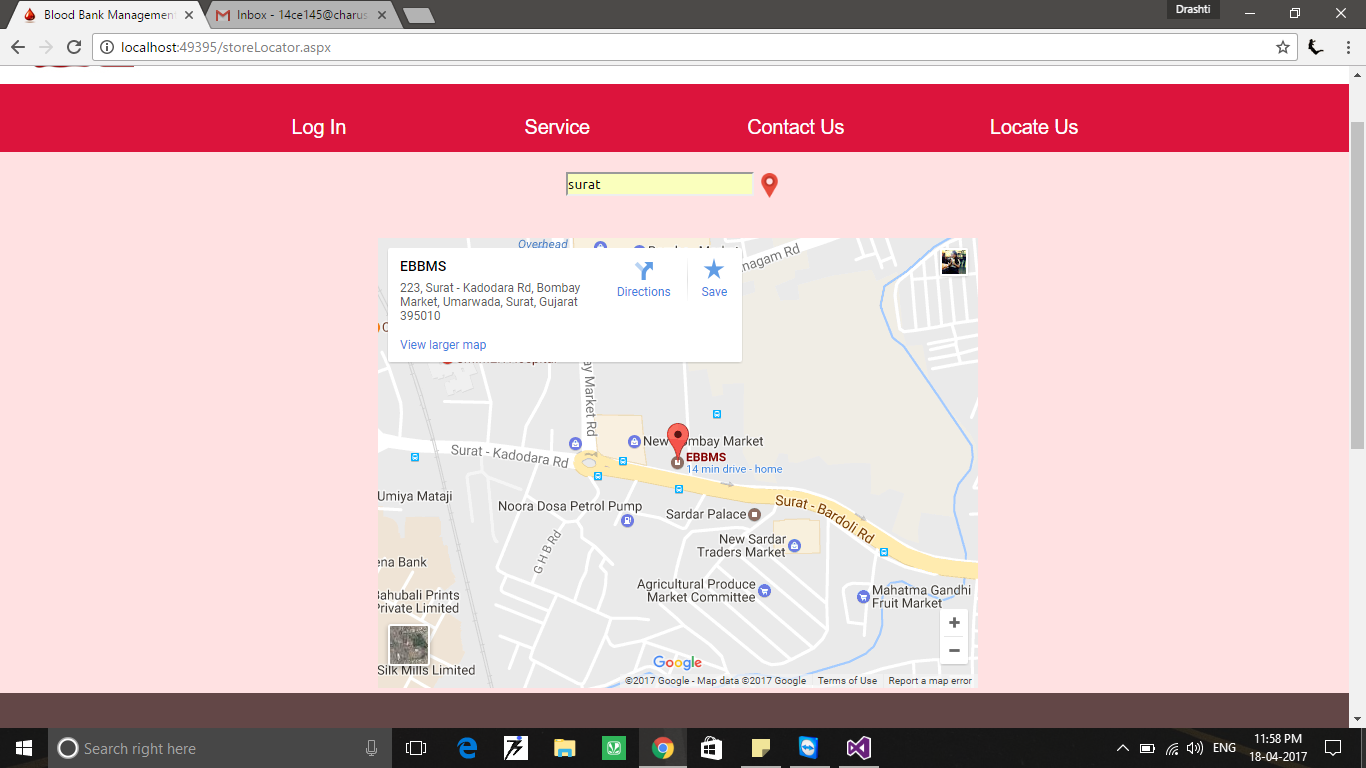 Blood Bank Managemen
Inbox - 14ce145@charus
Drashti
localhost:49395/storeLocator.aspx
Log In
Service
Contact Us
Locate Us
surat
Overhead
nagam Rd
EBBMS
223, Surat - Kadodara Rd, Bombay
Market, Umarwada, Surat, Gujarat
395010
Directions
Save
View larger map
ay Market Rd
New Bombay Market
Surat - Kadodara Rd
EBBMS
14 min drive - home
Umiya Mataji
Noora Dosa Petrol Pump
Sardar Palace
Surat - Bardoli Rd
G H B Rd
New Sardar
Traders Market
ena Bank
Agricultural Produce
Market Committee
Mahatma Gandhi
Fruit Market
Bahubali Prints
Private Limited
Silk Mills Limited
Google
©2017 Google - Map data ©2017 Google
Terms of Use
Report a map error
Search right here
ENG
11:58 PM
18-04-2017